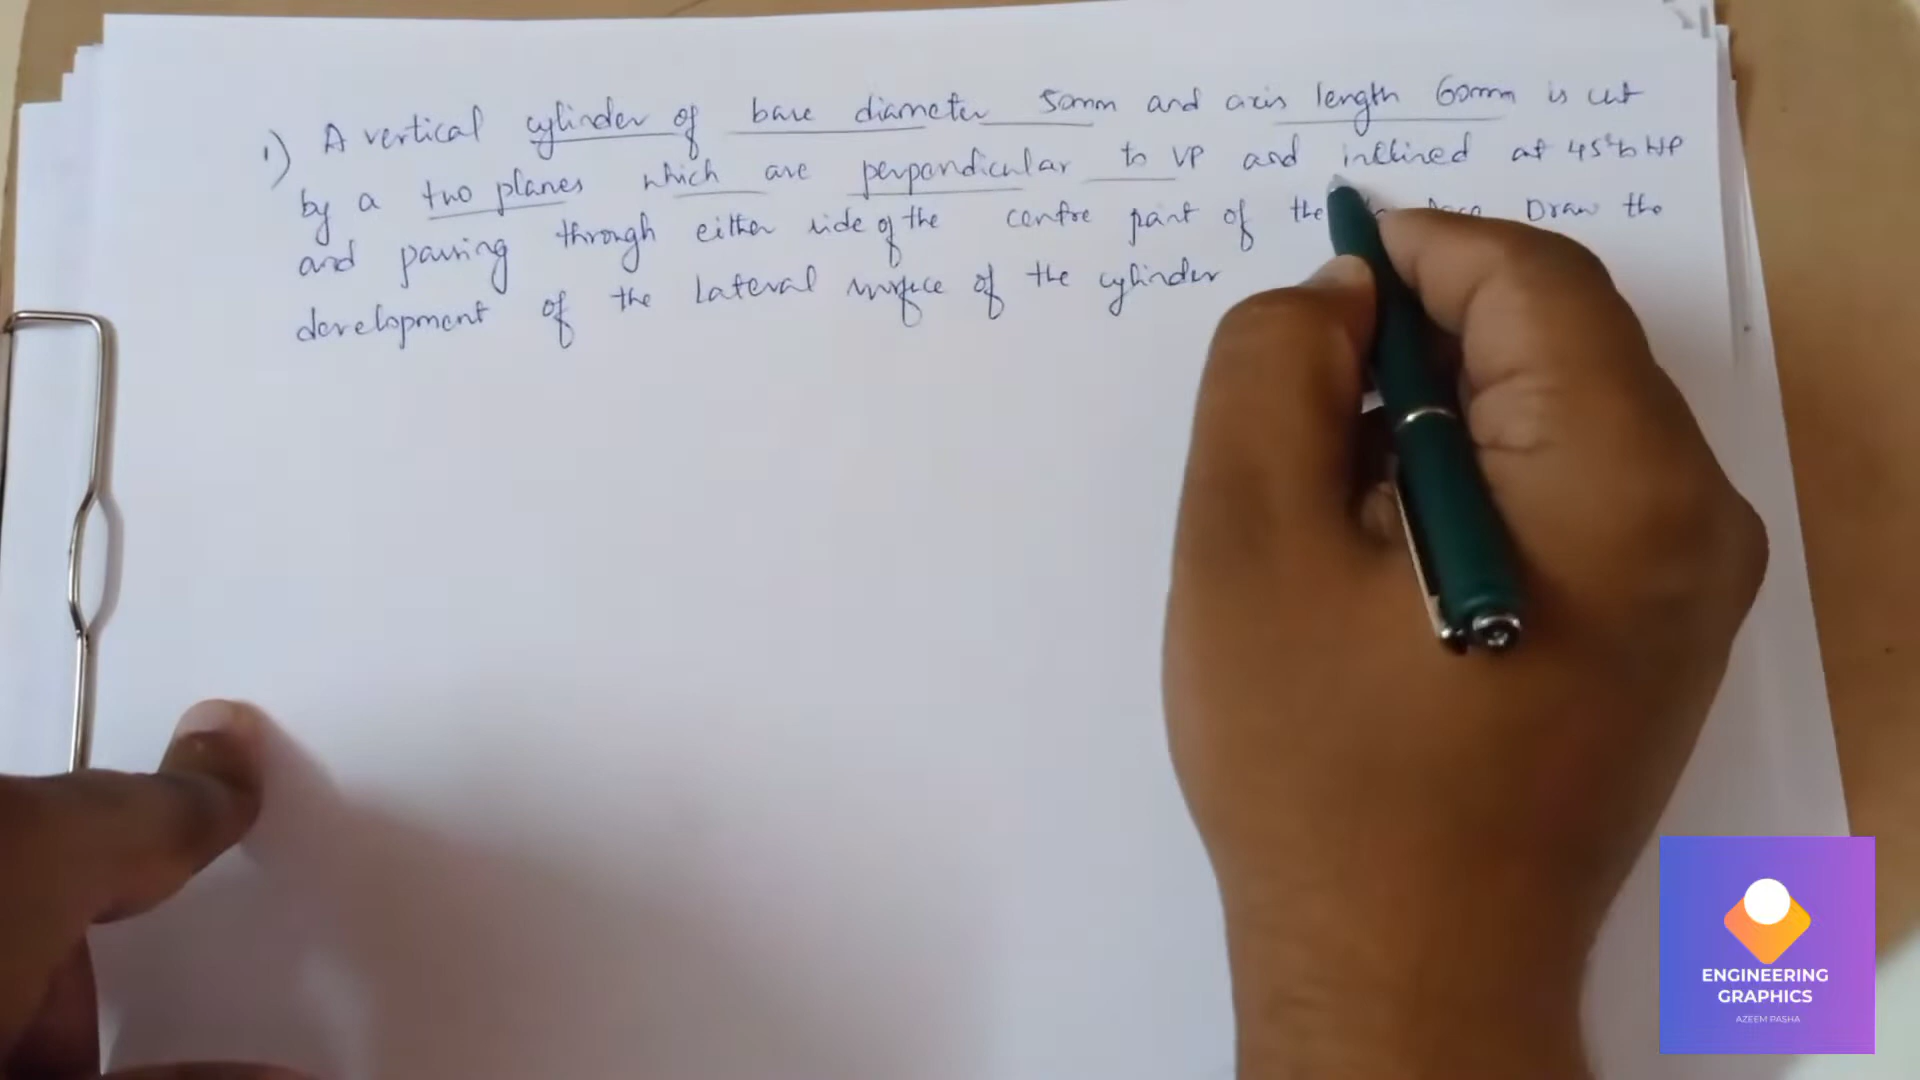 1) A vertical cylinder of base diameter 50mm and axis length 60mm is cut
by a two planes which are perpendicular to VP and inclined at 45° to HP
and passing through either side of the centre part of the face. Draw the
development of the lateral surface of the cylinder
ENGINEERING
GRAPHICS
AZEEM PASHA